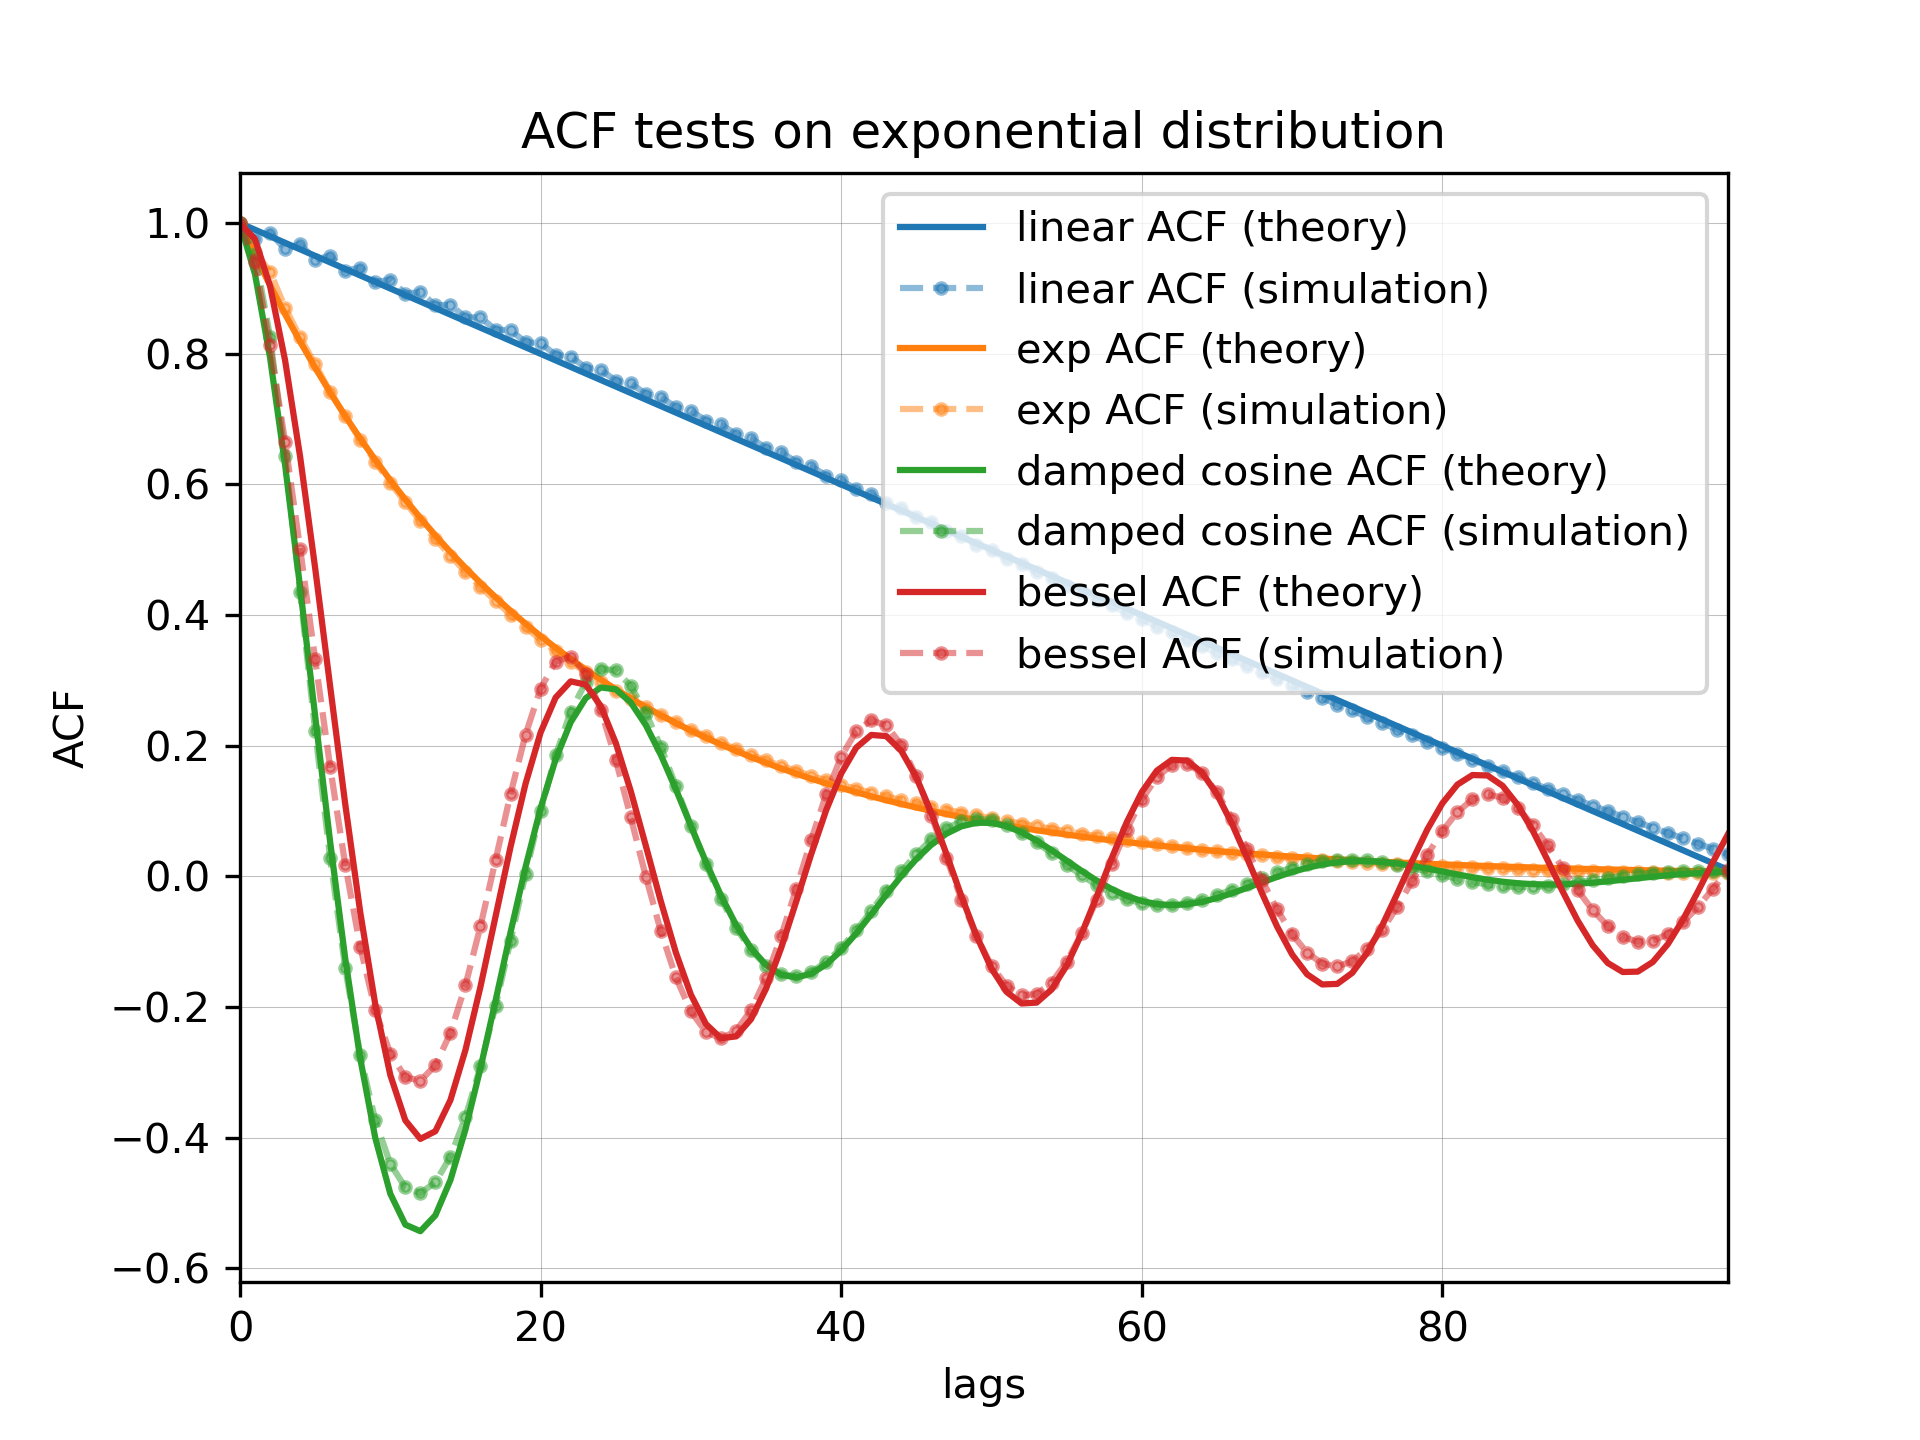 ACF tests on exponential distribution
1.0
0.8
0.6
0.4
0.2
0.0
−0.2
−0.4
−0.6
ACF
linear ACF (theory)
linear ACF (simulation)
exp ACF (theory)
exp ACF (simulation)
damped cosine ACF (theory)
damped cosine ACF (simulation)
bessel ACF (theory)
bessel ACF (simulation)
0 20 40 60 80
lags